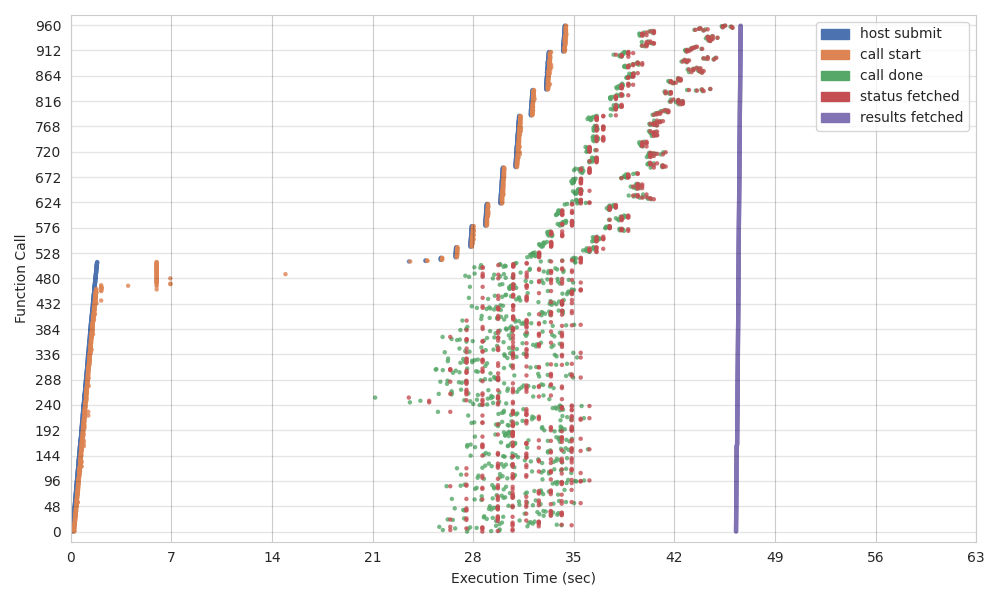 960
912
864
816
768
720
672
624
576
528
480
432
384
336
288
240
192
144
96
48
0
Function Call
0 7 14 21 28 35 42 49 56 63
Execution Time (sec)
host submit
call start
call done
status fetched
results fetched